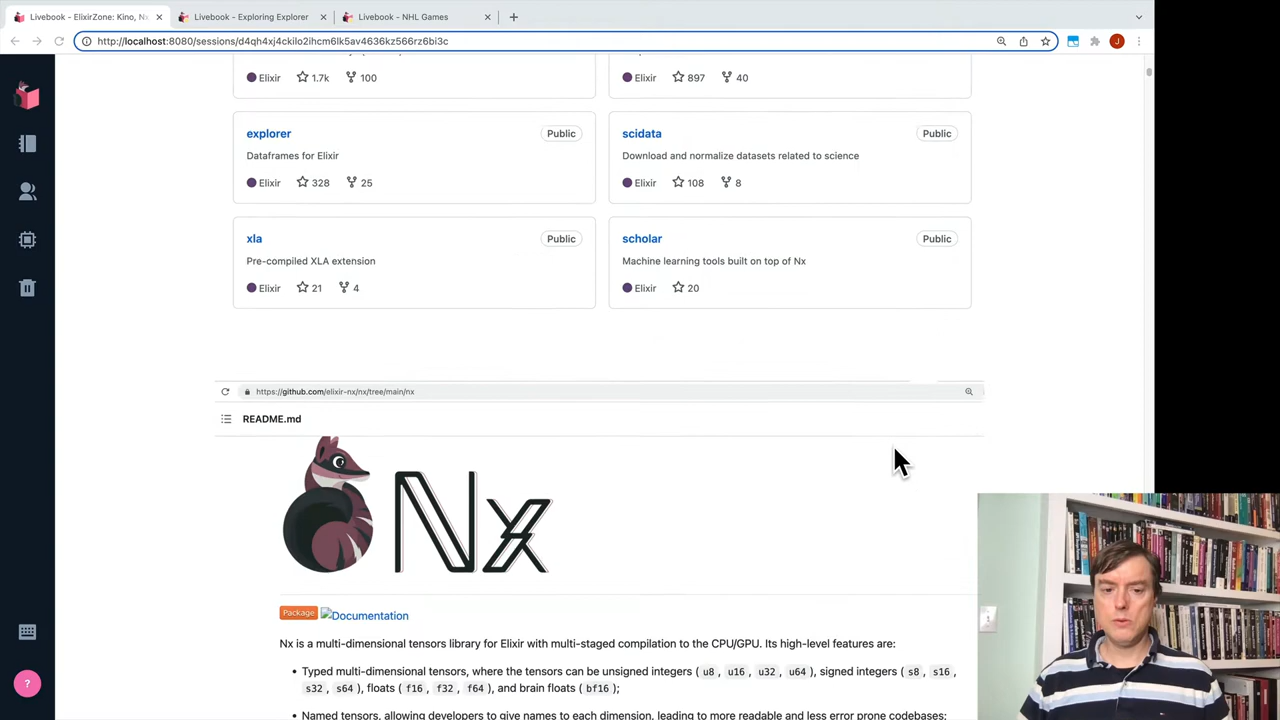 Livebook - ElixirZone: Kino, Nx
Livebook - Exploring Explorer
Livebook - NHL Games
http://localhost:8080/sessions/d4qh4xj4ckilo2ihcm6lk5av4636kz566rz6bi3c
J
Elixir 1.7k 100
Elixir 897 40
explorer Public
Dataframes for Elixir
Elixir 328 25
scidata Public
Download and normalize datasets related to science
Elixir 108 8
xla Public
Pre-compiled XLA extension
Elixir 21 4
scholar Public
Machine learning tools built on top of Nx
Elixir 20
https://github.com/elixir-nx/nx/tree/main/nx
README.md
Nx
Package Documentation
Nx is a multi-dimensional tensors library for Elixir with multi-staged compilation to the CPU/GPU. Its high-level features are:
• Typed multi-dimensional tensors, where the tensors can be unsigned integers ( u8 , u16 , u32 , u64 ), signed integers ( s8 , s16 ,
s32 , s64 ), floats ( f16 , f32 , f64 ), and brain floats ( bf16 );
• Named tensors, allowing developers to give names to each dimension, leading to more readable and less error prone codebases;
?